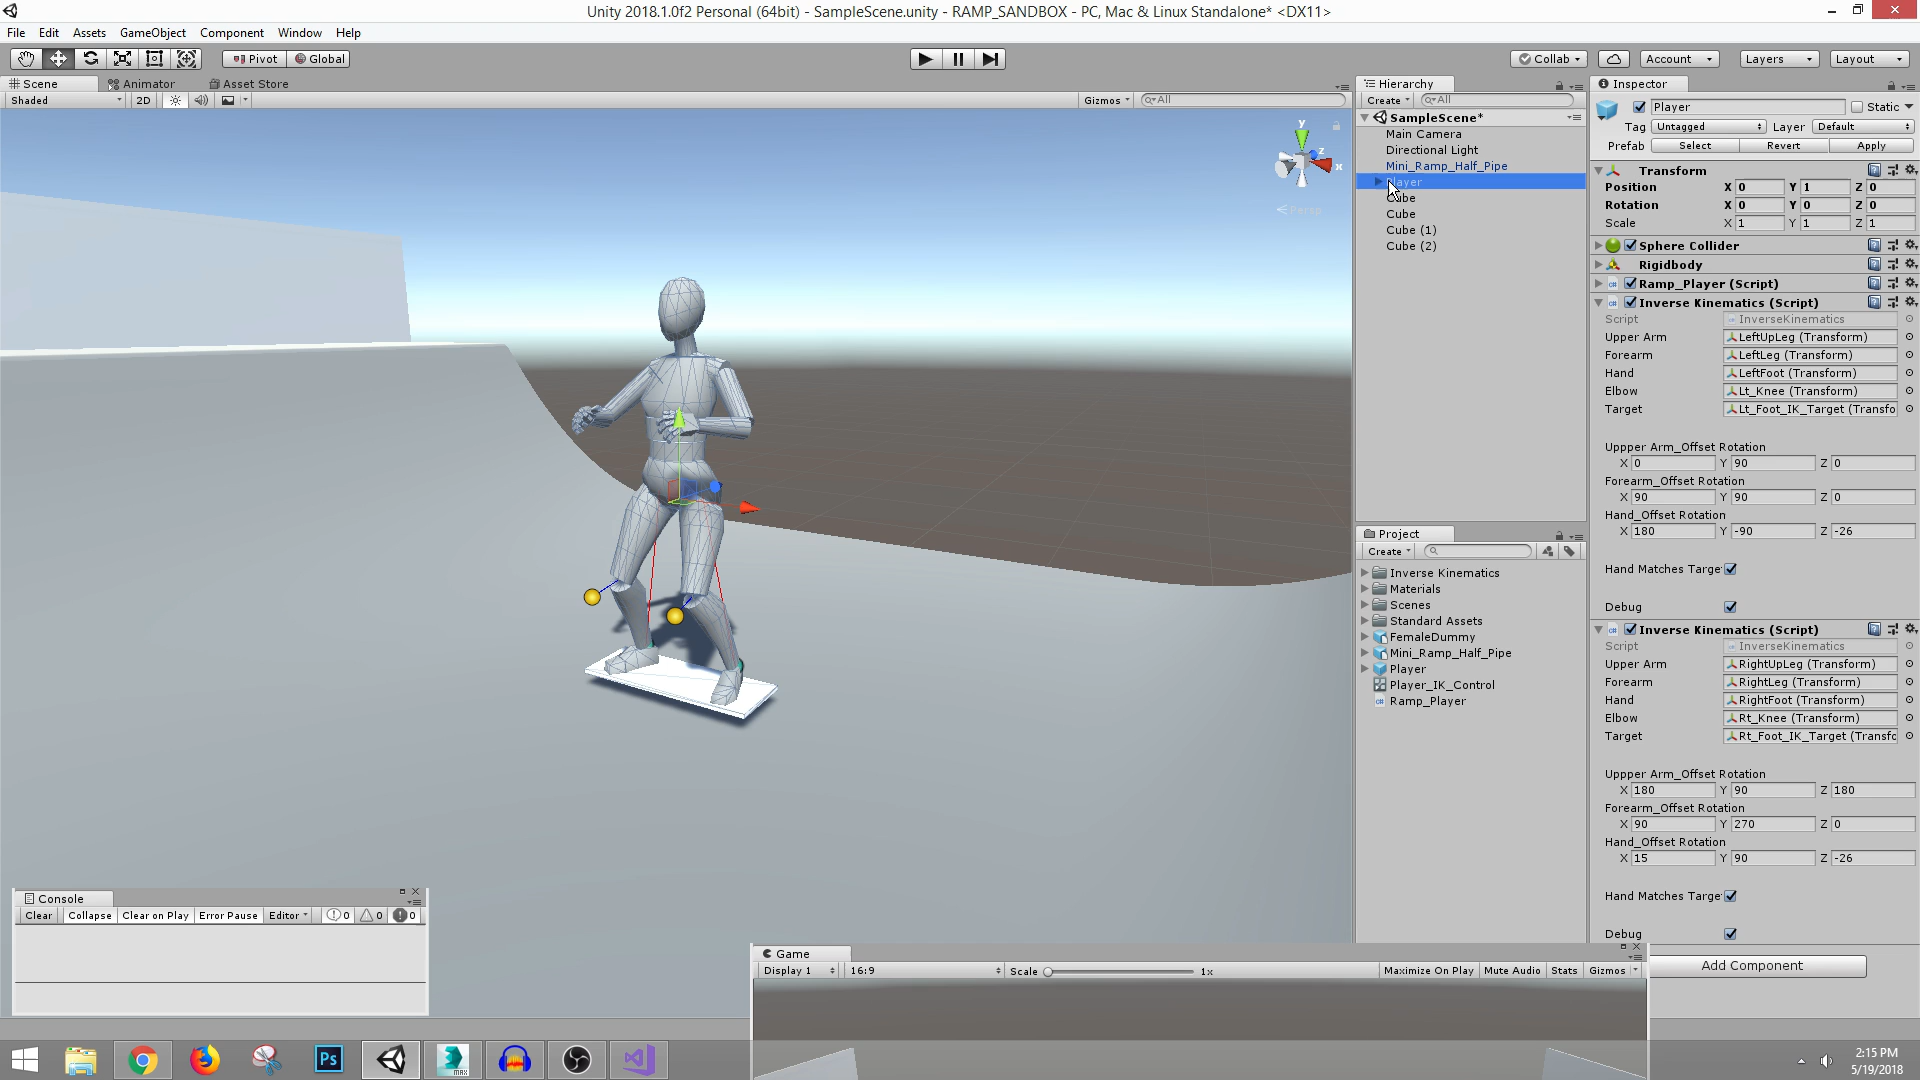 Unity 2018.1.0f2 Personal (64bit) - SampleScene.unity - RAMP_SANDBOX - PC, Mac & Linux Standalone* <DX11>
File Edit Assets GameObject Component Window Help
Pivot Global Collab Account Layers Layout
Scene Animator Asset Store
Shaded 2D Gizmos All
y
z
x
Persp
Hierarchy
Create All
SampleScene*
Main Camera
Directional Light
Mini_Ramp_Half_Pipe
Player
Cube
Cube
Cube (1)
Cube (2)
Project
Create
Inverse Kinematics
Materials
Scenes
Standard Assets
FemaleDummy
Mini_Ramp_Half_Pipe
Player
Player_IK_Control
Ramp_Player
Inspector
Player Static
Tag Untagged Layer Default
Prefab Select Revert Apply
Transform
Position X 0 Y 1 Z 0
Rotation X 0 Y 0 Z 0
Scale X 1 Y 1 Z 1
Sphere Collider
Rigidbody
Ramp_Player (Script)
Inverse Kinematics (Script)
Script InverseKinematics
Upper Arm LeftUpLeg (Transform)
Forearm LeftLeg (Transform)
Hand LeftFoot (Transform)
Elbow Lt_Knee (Transform)
Target Lt_Foot_IK_Target (Transfo
Uppper Arm_Offset Rotation
X 0 Y 90 Z 0
Forearm_Offset Rotation
X 90 Y 90 Z 0
Hand_Offset Rotation
X 180 Y -90 Z -26
Hand Matches Targe
Debug
Inverse Kinematics (Script)
Script InverseKinematics
Upper Arm RightUpLeg (Transform)
Forearm RightLeg (Transform)
Hand RightFoot (Transform)
Elbow Rt_Knee (Transform)
Target Rt_Foot_IK_Target (Transfo
Uppper Arm_Offset Rotation
X 180 Y 90 Z 180
Forearm_Offset Rotation
X 90 Y 270 Z 0
Hand_Offset Rotation
X 15 Y 90 Z -26
Hand Matches Targe
Debug
Add Component
Console
Clear Collapse Clear on Play Error Pause Editor 0 0 0
Game
Display 1 16:9 Scale 1x Maximize On Play Mute Audio Stats Gizmos
Ps
MAX
2:15 PM
5/19/2018